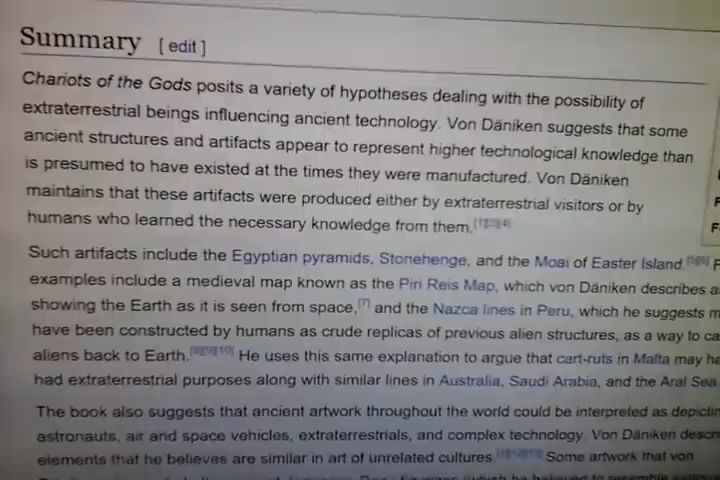 Summary [ edit ]
Chariots of the Gods posits a variety of hypotheses dealing with the possibility of
extraterrestrial beings influencing ancient technology. Von Däniken suggests that some
ancient structures and artifacts appear to represent higher technological knowledge than
is presumed to have existed at the times they were manufactured. Von Däniken
maintains that these artifacts were produced either by extraterrestrial visitors or by
humans who learned the necessary knowledge from them.
Such artifacts include the Egyptian pyramids, Stonehenge, and the Moai of Easter Island.
examples include a medieval map known as the Piri Reis Map, which von Däniken describes a
showing the Earth as it is seen from space,[7] and the Nazca lines in Peru, which he suggests m
have been constructed by humans as crude replicas of previous alien structures, as a way to ca
aliens back to Earth.[8][9][10] He uses this same explanation to argue that cart-ruts in Malta may ha
had extraterrestrial purposes along with similar lines in Australia, Saudi Arabia, and the Aral Sea
The book also suggests that ancient artwork throughout the world could be interpreted as depictin
astronauts, air and space vehicles, extraterrestrials, and complex technology. Von Däniken descr
elements that he believes are similar in art of unrelated cultures. Some artwork that von